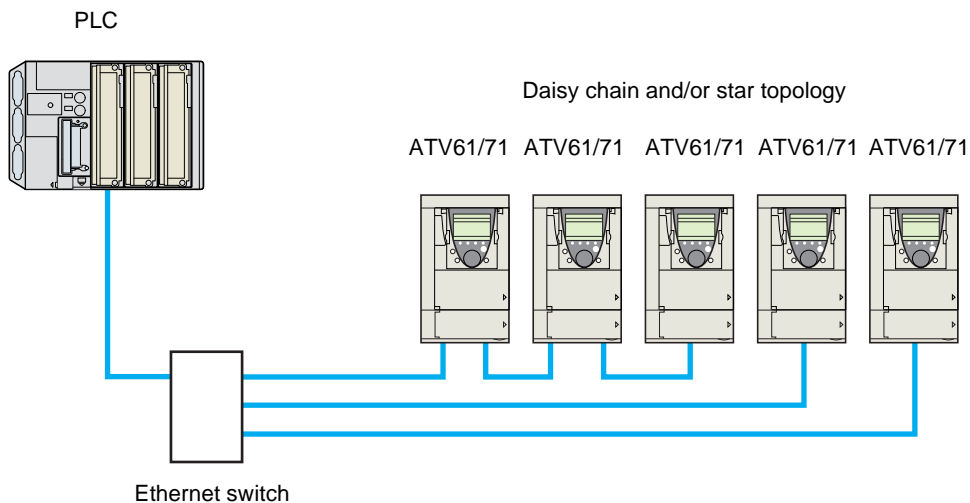 PLC
Daisy chain and/or star topology
ATV61/71 ATV61/71 ATV61/71 ATV61/71 ATV61/71
Ethernet switch